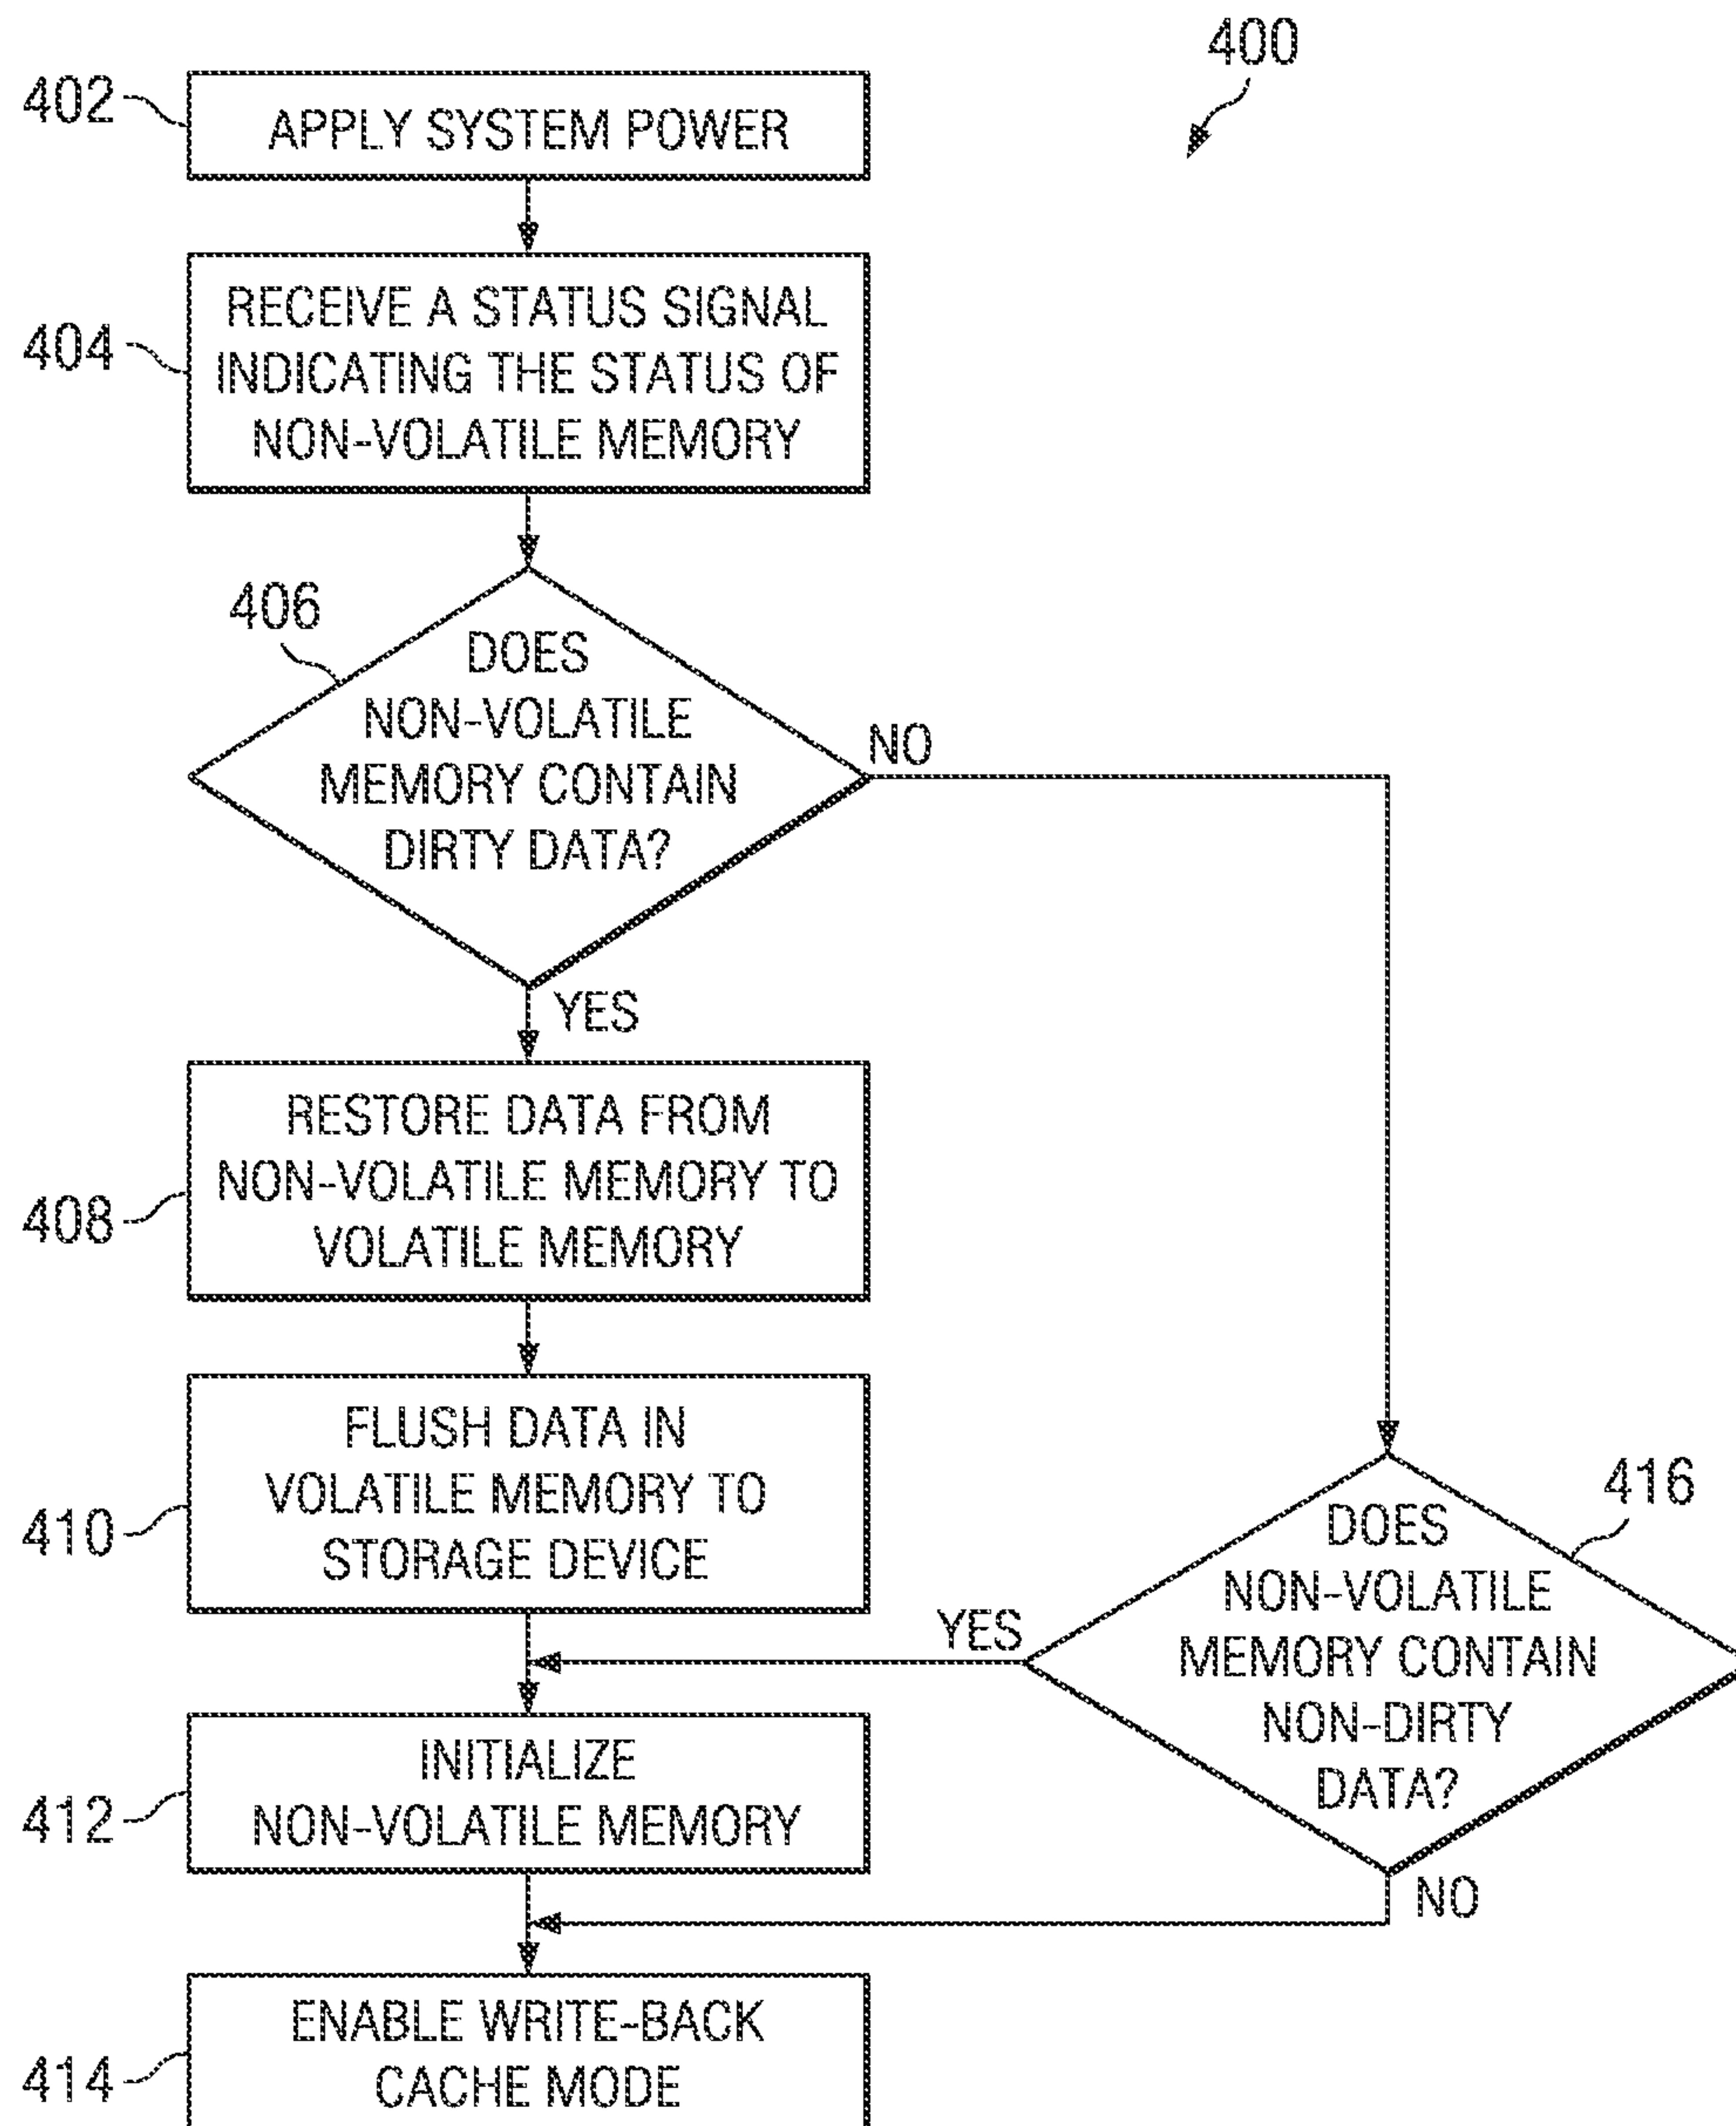 400
402
APPLY SYSTEM POWER
404
RECEIVE A STATUS SIGNAL
INDICATING THE STATUS OF
NON-VOLATILE MEMORY
406
DOES
NON-VOLATILE
MEMORY CONTAIN
DIRTY DATA?
NO
YES
408
RESTORE DATA FROM
NON-VOLATILE MEMORY TO
VOLATILE MEMORY
410
FLUSH DATA IN
VOLATILE MEMORY TO
STORAGE DEVICE
416
DOES
NON-VOLATILE
MEMORY CONTAIN
NON-DIRTY
DATA?
YES
NO
412
INITIALIZE
NON-VOLATILE MEMORY
414
ENABLE WRITE-BACK
CACHE MODE